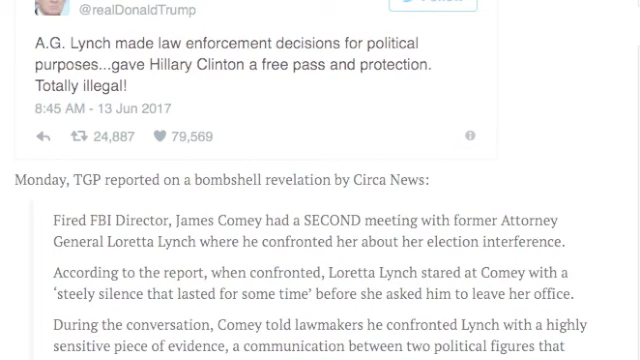 @realDonaldTrump
Follow
A.G. Lynch made law enforcement decisions for political
purposes...gave Hillary Clinton a free pass and protection.
Totally illegal!
8:45 AM - 13 Jun 2017
24,887 79,569
Monday, TGP reported on a bombshell revelation by Circa News:
Fired FBI Director, James Comey had a SECOND meeting with former Attorney
General Loretta Lynch where he confronted her about her election interference.
According to the report, when confronted, Loretta Lynch stared at Comey with a
‘steely silence that lasted for some time’ before she asked him to leave her office.
During the conversation, Comey told lawmakers he confronted Lynch with a highly
sensitive piece of evidence, a communication between two political figures that